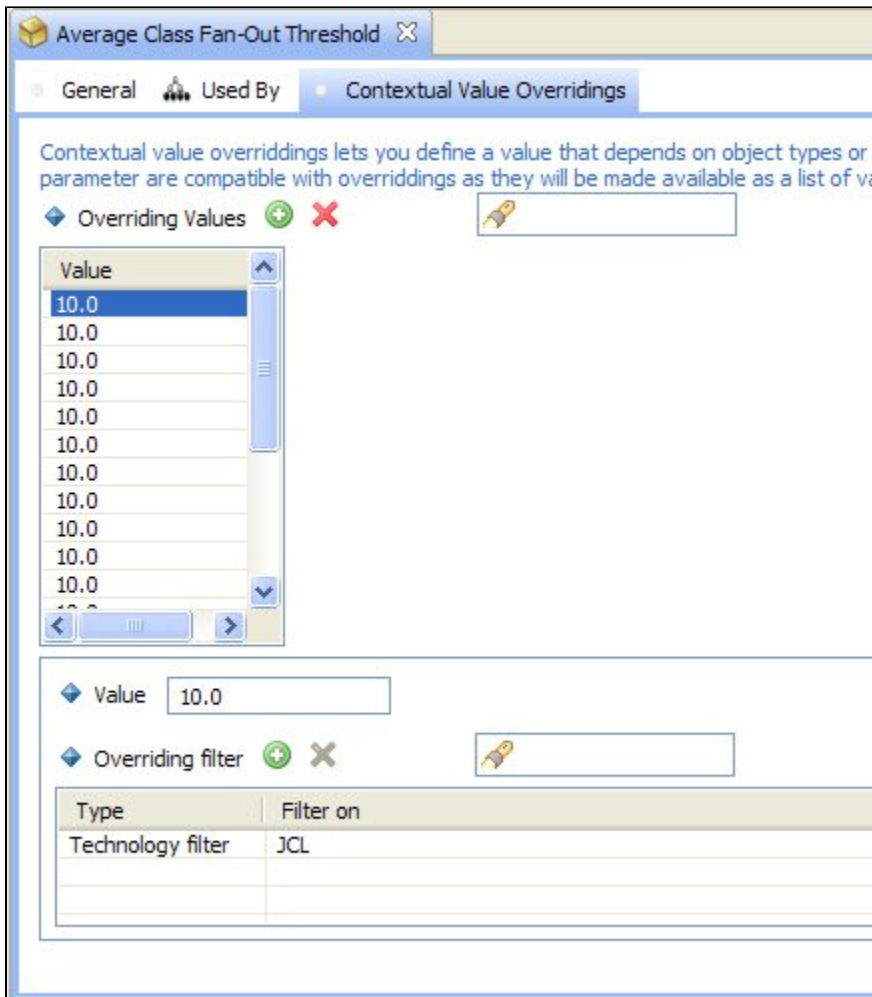 Average Class Fan-Out Threshold
General Used By Contextual Value Overridings
Contextual value overriddings lets you define a value that depends on object types or
parameter are compatible with overriddings as they will be made available as a list of
Overriding Values
Value
10.0
10.0
10.0
10.0
10.0
10.0
10.0
10.0
10.0
10.0
10.0
Value 10.0
Overriding filter
Type Filter on
Technology filter JCL